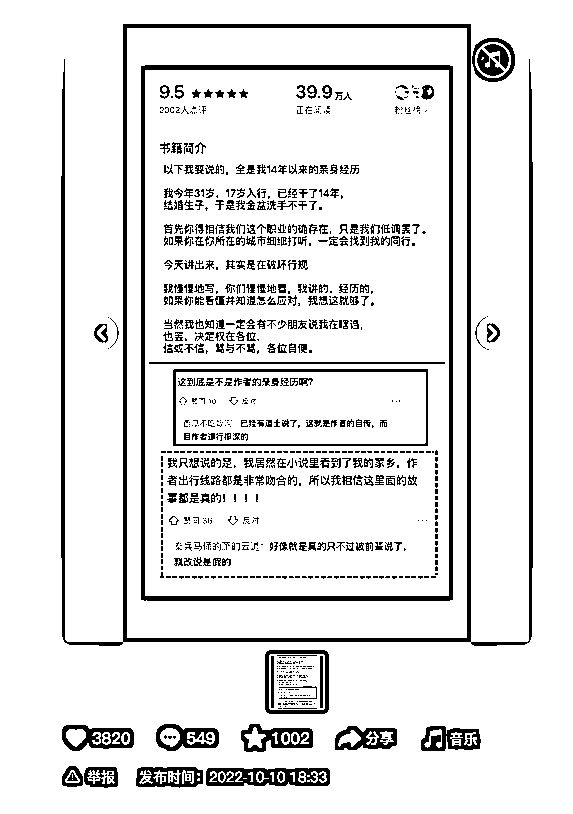 9.5 ★★★★★ 39.9万人
2002人点评 正在阅读
书籍简介
以下我要说的，全是我14年以来的亲身经历
我今年31岁，17岁入行，已经干了14年，
结婚生子，于是我金盆洗手不干了。
首先你得相信我们这个职业的确存在，只是我们低调罢了。
如果你在你所在的城市细细打听，一定会找到我的同行。
今天讲出来，其实是在破坏行规
我慢慢地写，你们慢慢地看，我讲的，经历的，
如果你能看懂并知道怎么应对，我想这就够了。
当然我也知道一定会有不少朋友说我在瞎诌，
也罢，决定权在各位，
信或不信，骂与不骂，各位自便。
这到底是不是作者的亲身经历啊?
赞同 反对 ···
已经有道士说了，这就是作者的自传，而
且作者道行很深的
我只想说的是，我居然在小说里看到了我的家乡，作
者出行线路都是非常吻合的，所以我相信这里面的故
事都是真的！！！！
赞同 36 反对 ···
好像就是真的只不过被前辈说了，
就改说是假的
3820 549 1002 分享 音乐
举报 发布时间：2022-10-10 18:33